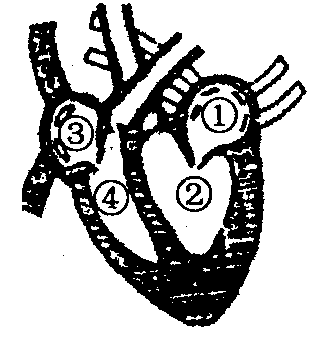 ①
③
④ ②